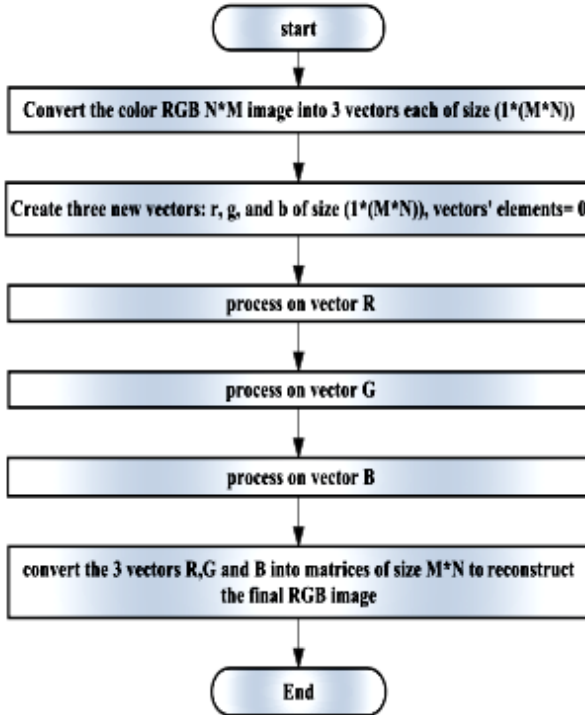 start
Convert the color RGB N*M image into 3 vectors each of size (1*(M*N))
Create three new vectors: r, g, and b of size (1*(M*N)), vectors' elements= 0
process on vector R
process on vector G
process on vector B
convert the 3 vectors R,G and B into matrices of size M*N to reconstruct
the final RGB image
End